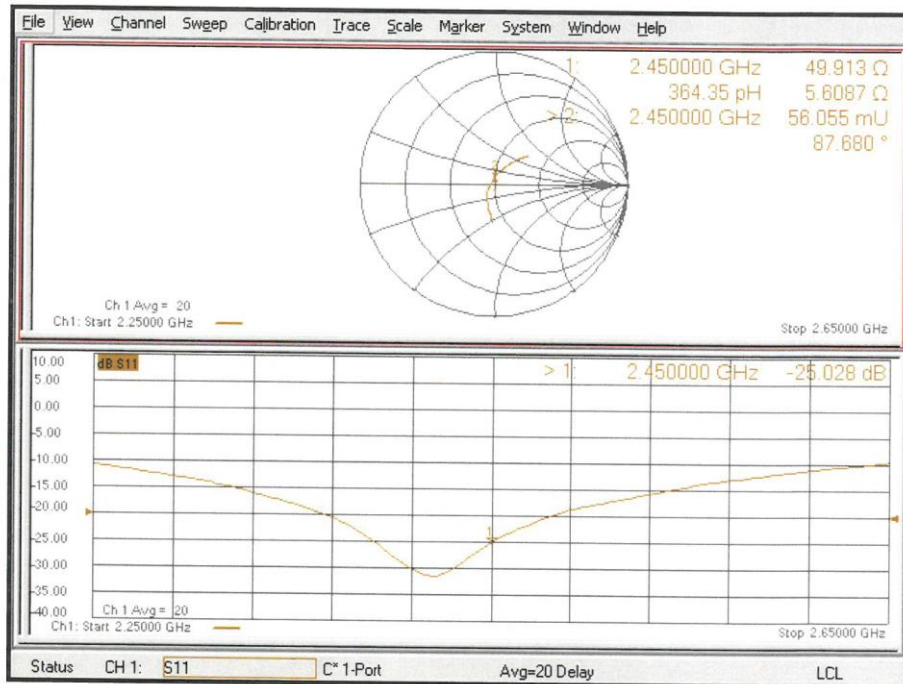 File View Channel Sweep Calibration Trace Scale Marker System Window Help
1: 2.450000 GHz 49.913 Ω
364.35 pH 5.6087 Ω
> 2: 2.450000 GHz 56.055 mU
87.680 °
Ch 1 Avg = 20
Ch1: Start 2.25000 GHz
Stop 2.65000 GHz
10.00
dB S11
> 1: 2.450000 GHz -25.028 dB
5.00
0.00
-5.00
-10.00
-15.00
-20.00
-25.00
1
-30.00
-35.00
-40.00
Ch 1 Avg = 20
Ch1: Start 2.25000 GHz
Stop 2.65000 GHz
Status CH 1: S11 C* 1-Port Avg=20 Delay LCL